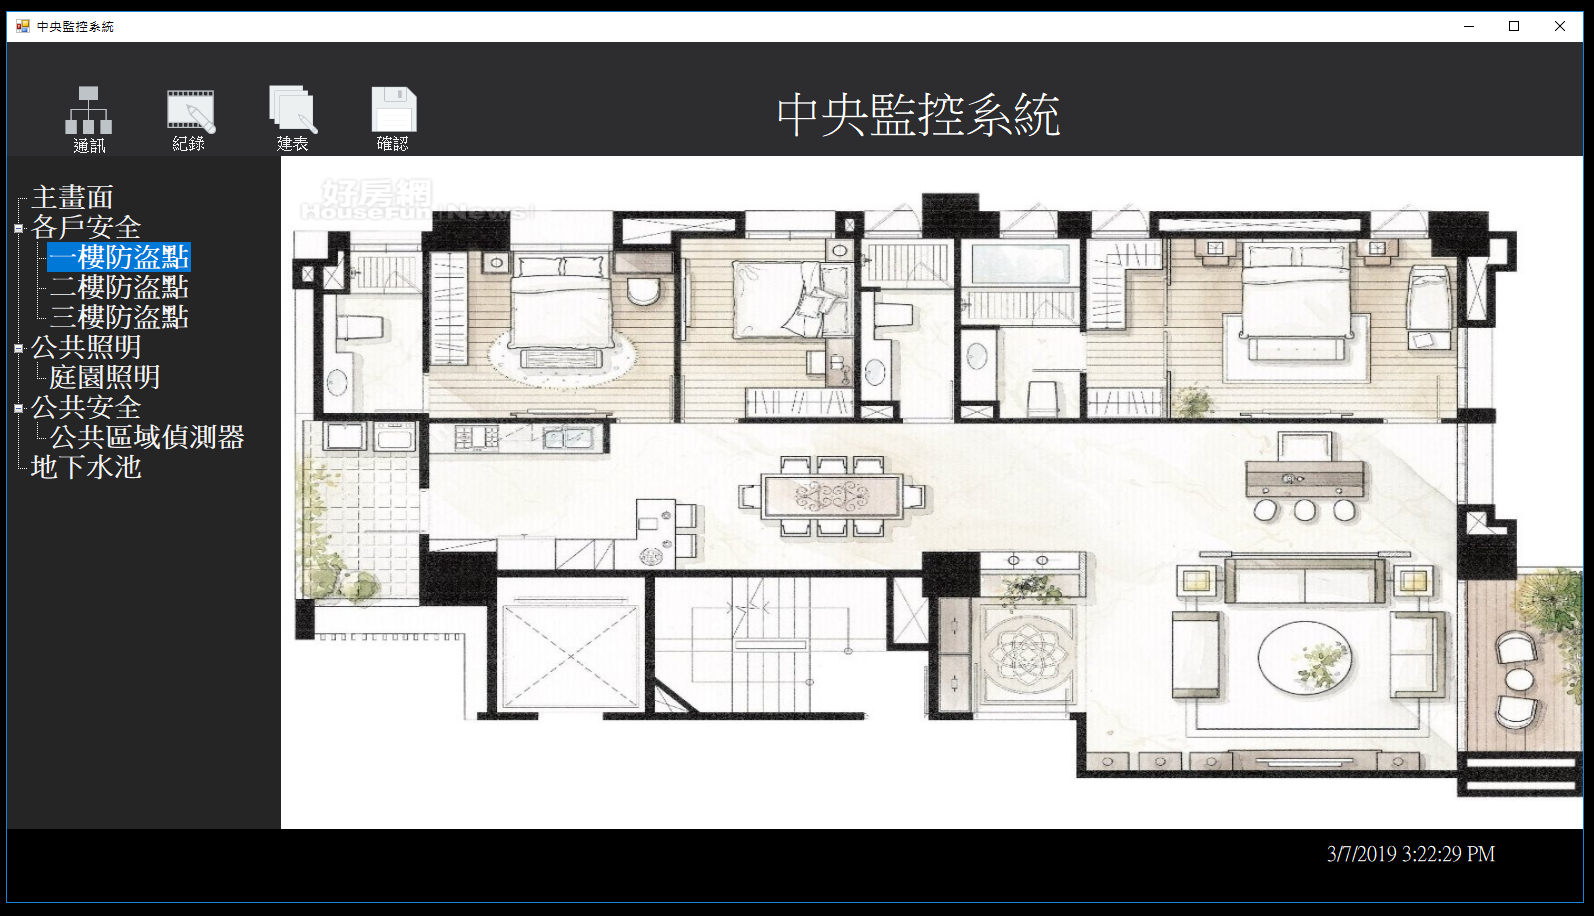 中央監控系統
通訊
紀錄
建表
確認
中央監控系統
主畫面
各戶安全
一樓防盜點
二樓防盜點
三樓防盜點
公共照明
庭園照明
公共安全
公共區域偵測器
地下水池
好房網
HouseFun News
3/7/2019 3:22:29 PM